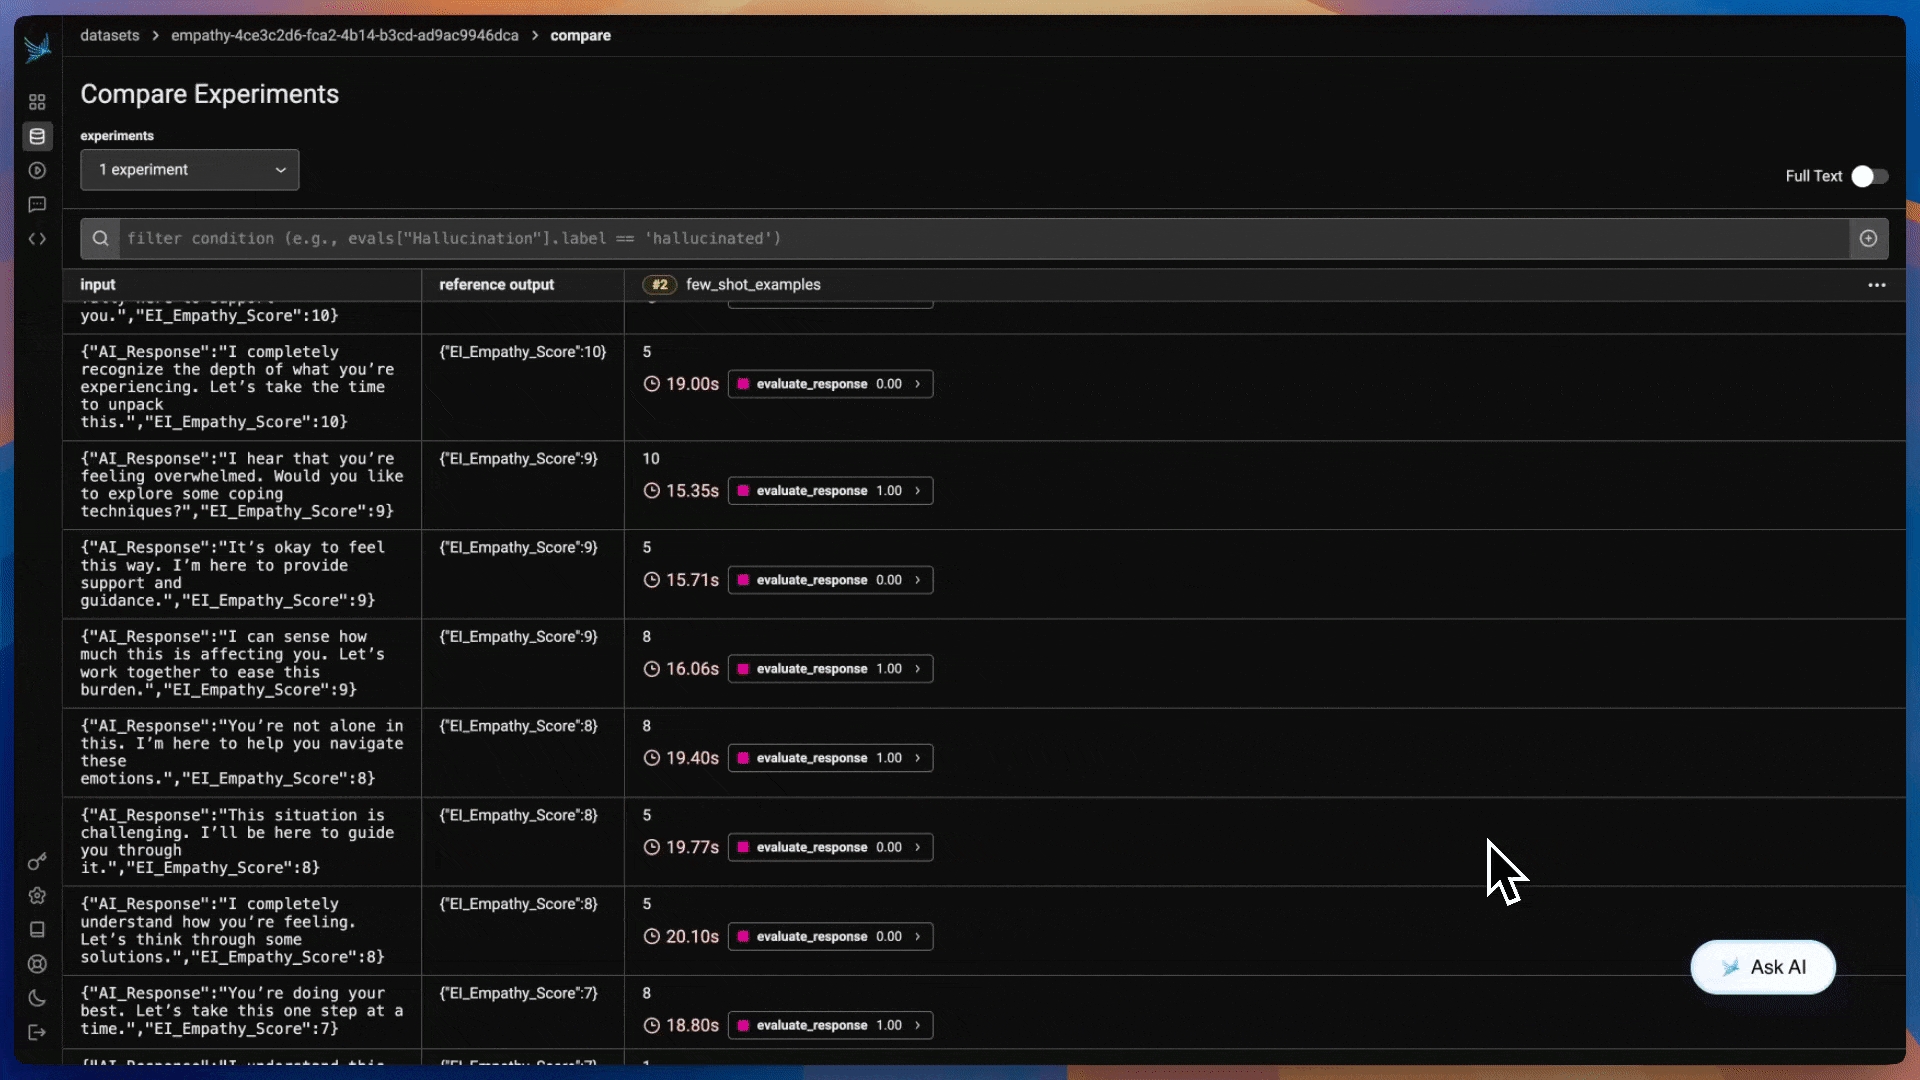 datasets > empathy-4ce3c2d6-fca2-4b14-b3cd-ad9ac9946dca > compare
Compare Experiments
experiments
1 experiment
Full Text
filter condition (e.g., evals["Hallucination"].label == 'hallucinated')
input
reference output
#2 few_shot_examples
you.","EI_Empathy_Score":10}
{"AI_Response":"I completely
recognize the depth of what you’re
experiencing. Let’s take the time
to unpack
this.","EI_Empathy_Score":10}
{"EI_Empathy_Score":10}
5
19.00s evaluate_response 0.00 >
{"AI_Response":"I hear that you’re
feeling overwhelmed. Would you like
to explore some coping
techniques?","EI_Empathy_Score":9}
{"EI_Empathy_Score":9}
10
15.35s evaluate_response 1.00 >
{"AI_Response":"It’s okay to feel
this way. I’m here to provide
support and
guidance.","EI_Empathy_Score":9}
{"EI_Empathy_Score":9}
5
15.71s evaluate_response 0.00 >
{"AI_Response":"I can sense how
much this is affecting you. Let’s
work together to ease this
burden.","EI_Empathy_Score":9}
{"EI_Empathy_Score":9}
8
16.06s evaluate_response 1.00 >
{"AI_Response":"You’re not alone in
this. I’m here to help you navigate
these
emotions.","EI_Empathy_Score":8}
{"EI_Empathy_Score":8}
8
19.40s evaluate_response 1.00 >
{"AI_Response":"This situation is
challenging. I’ll be here to guide
you through
it.","EI_Empathy_Score":8}
{"EI_Empathy_Score":8}
5
19.77s evaluate_response 0.00 >
{"AI_Response":"I completely
understand how you’re feeling.
Let’s think through some
solutions.","EI_Empathy_Score":8}
{"EI_Empathy_Score":8}
5
20.10s evaluate_response 0.00 >
{"AI_Response":"You’re doing your
best. Let’s take this one step at a
time.","EI_Empathy_Score":7}
{"EI_Empathy_Score":7}
8
18.80s evaluate_response 1.00 >
Ask AI